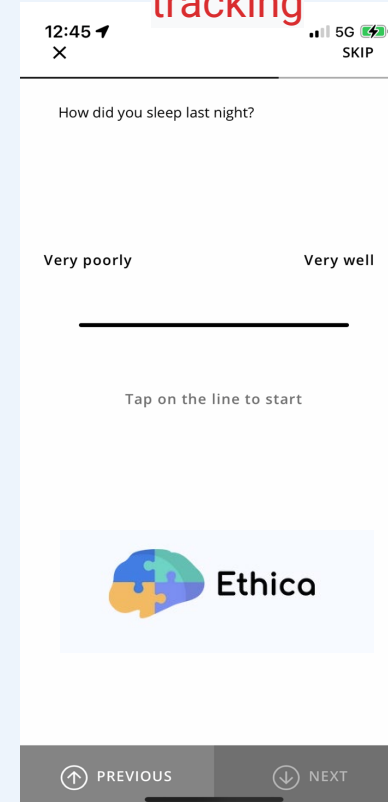 tracking
12:45 5G
SKIP
How did you sleep last night?
Very poorly Very well
Tap on the line to start
Ethica
PREVIOUS NEXT